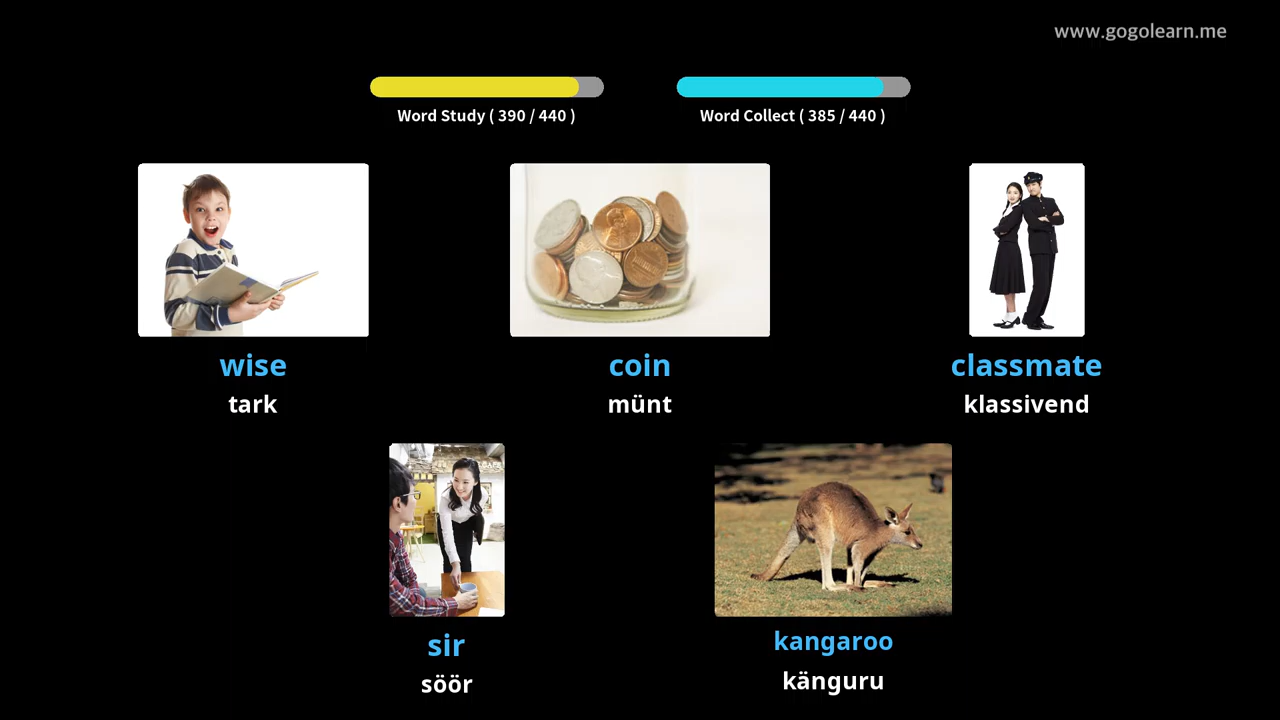 www.gogolearn.me
Word Study ( 390 / 440 )
Word Collect ( 385 / 440 )
wise
tark
coin
münt
classmate
klassivend
sir
söör
kangaroo
känguru